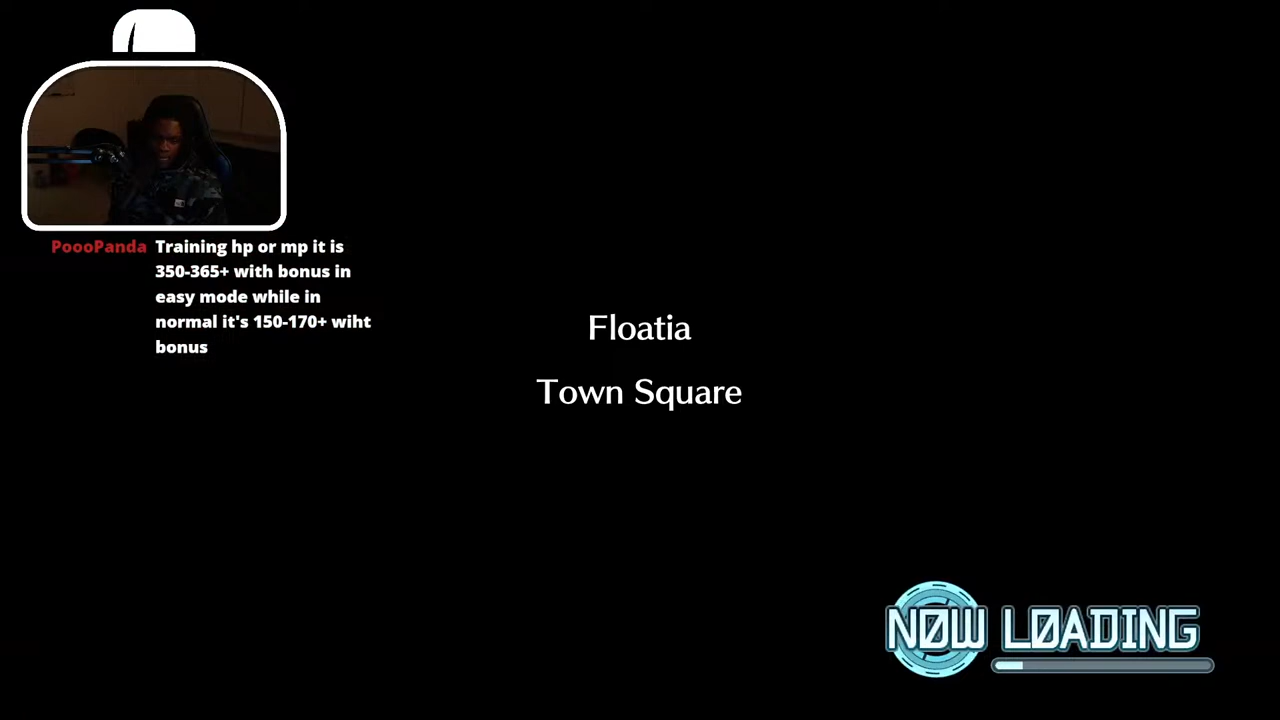 PoooPanda Training hp or mp it is
350-365+ with bonus in
easy mode while in
normal it's 150-170+ wiht
bonus
Floatia
Town Square
NOW LOADING